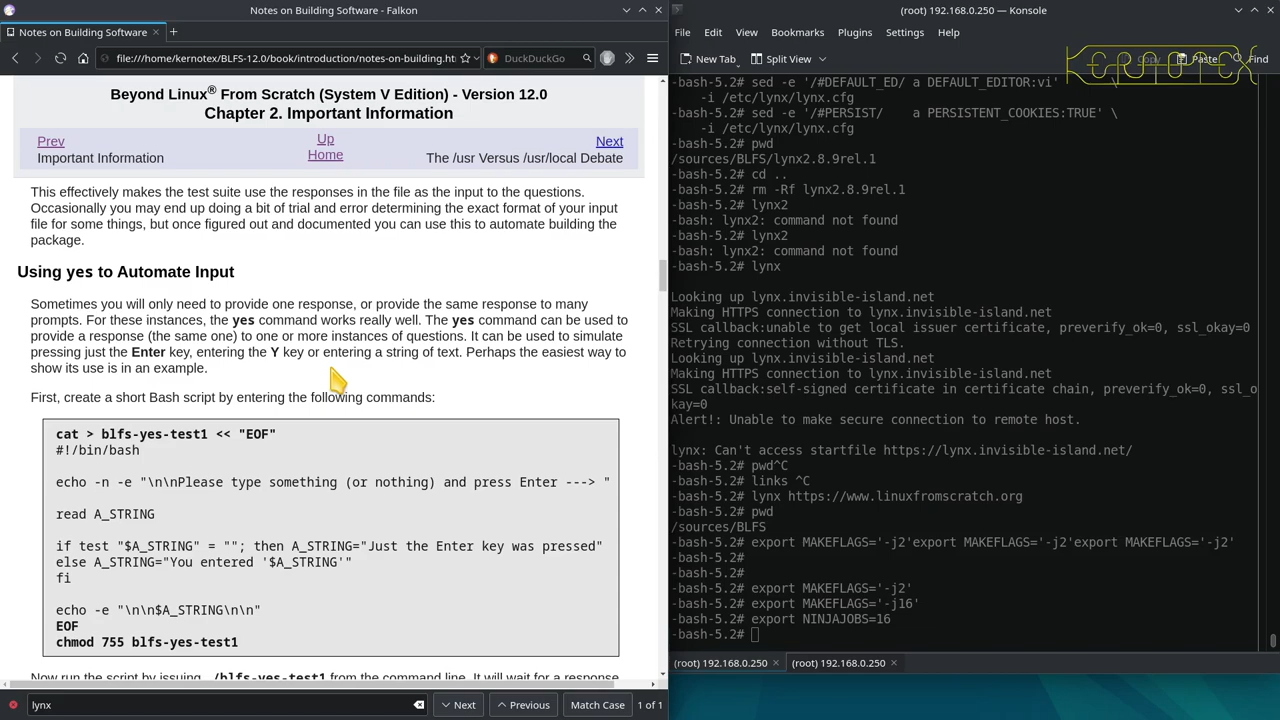 Notes on Building Software - Falkon
Notes on Building Software
file:///home/kernotex/BLFS-12.0/book/introduction/notes-on-building.ht
DuckDuckGo
Beyond Linux® From Scratch (System V Edition) - Version 12.0
Chapter 2. Important Information
Prev Up Next
Important Information Home The /usr Versus /usr/local Debate
This effectively makes the test suite use the responses in the file as the input to the questions.
Occasionally you may end up doing a bit of trial and error determining the exact format of your input
file for some things, but once figured out and documented you can use this to automate building the
package.
Using yes to Automate Input
Sometimes you will only need to provide one response, or provide the same response to many
prompts. For these instances, the yes command works really well. The yes command can be used to
provide a response (the same one) to one or more instances of questions. It can be used to simulate
pressing just the Enter key, entering the Y key or entering a string of text. Perhaps the easiest way to
show its use is in an example.
First, create a short Bash script by entering the following commands:
cat > blfs-yes-test1 << "EOF"
#!/bin/bash
echo -n -e "\n\nPlease type something (or nothing) and press Enter ---> "
read A_STRING
if test "$A_STRING" = ""; then A_STRING="Just the Enter key was pressed"
else A_STRING="You entered '$A_STRING'"
fi
echo -e "\n\n$A_STRING\n\n"
EOF
chmod 755 blfs-yes-test1
Now run the script by issuing ./blfs-yes-test1 from the command line. It will wait for a response
lynx
Next Previous Match Case 1 of 1
(root) 192.168.0.250 — Konsole
File Edit View Bookmarks Plugins Settings Help
New Tab Split View Copy Paste Find
KERNOTEX
-bash-5.2# sed -e '/#DEFAULT_ED/ a DEFAULT_EDITOR:vi' \
-i /etc/lynx/lynx.cfg
-bash-5.2# sed -e '/#PERSIST/ a PERSISTENT_COOKIES:TRUE' \
-i /etc/lynx/lynx.cfg
-bash-5.2# pwd
/sources/BLFS/lynx2.8.9rel.1
-bash-5.2# cd ..
-bash-5.2# rm -Rf lynx2.8.9rel.1
-bash-5.2# lynx2
-bash: lynx2: command not found
-bash-5.2# lynx2
-bash: lynx2: command not found
-bash-5.2# lynx
Looking up lynx.invisible-island.net
Making HTTPS connection to lynx.invisible-island.net
SSL callback:unable to get local issuer certificate, preverify_ok=0, ssl_okay=0
Retrying connection without TLS.
Looking up lynx.invisible-island.net
Making HTTPS connection to lynx.invisible-island.net
SSL callback:self-signed certificate in certificate chain, preverify_ok=0, ssl_o
kay=0
Alert!: Unable to make secure connection to remote host.
lynx: Can't access startfile https://lynx.invisible-island.net/
-bash-5.2# pwd^C
-bash-5.2# links ^C
-bash-5.2# lynx https://www.linuxfromscratch.org
-bash-5.2# pwd
/sources/BLFS
-bash-5.2# export MAKEFLAGS='-j2'export MAKEFLAGS='-j2'export MAKEFLAGS='-j2'
-bash-5.2#
-bash-5.2#
-bash-5.2# export MAKEFLAGS='-j2'
-bash-5.2# export MAKEFLAGS='-j16'
-bash-5.2# export NINJAJOBS=16
-bash-5.2#
(root) 192.168.0.250 (root) 192.168.0.250